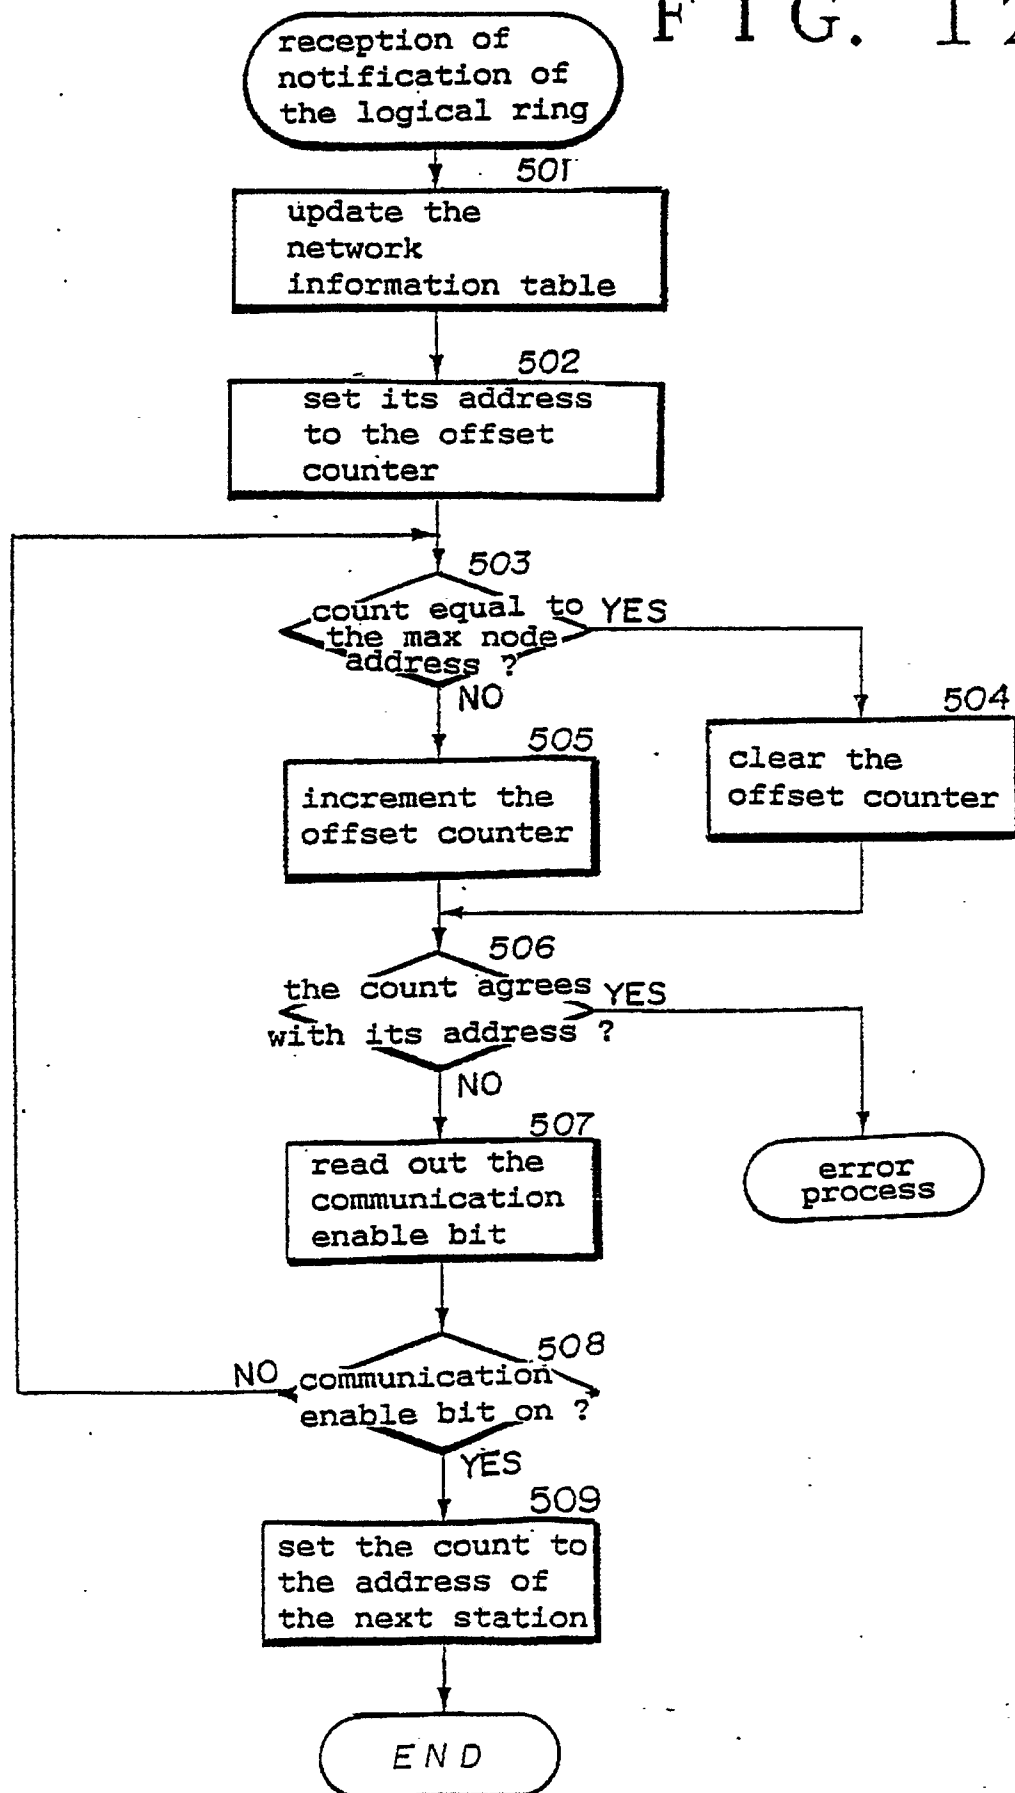 FIG. 12
reception of
notification of
the logical ring
501
update the
network
information table
502
set its address
to the offset
counter
503
count equal to
the max node
address ?
YES
NO
504
clear the
offset counter
505
increment the
offset counter
506
the count agrees
with its address ?
YES
NO
error
process
507
read out the
communication
enable bit
508
communication
enable bit on ?
NO
YES
509
set the count to
the address of
the next station
END